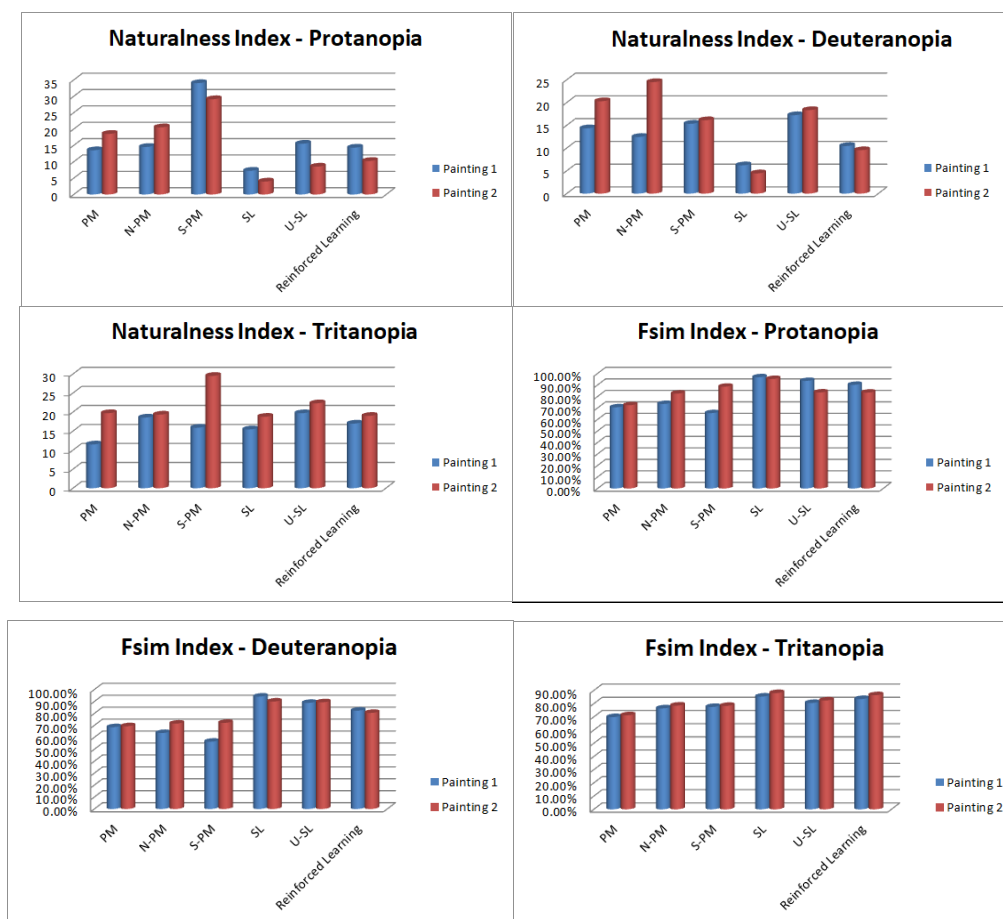 Naturalness Index - Protanopia
35
30
25
20
15
10
5
0
PM
N-PM
S-PM
SL
U-SL
Reinforced Learning
Painting 1
Painting 2
Naturalness Index - Deuteranopia
25
20
15
10
5
0
PM
N-PM
S-PM
SL
U-SL
Reinforced Learning
Painting 1
Painting 2
Naturalness Index - Tritanopia
30
25
20
15
10
5
0
PM
N-PM
S-PM
SL
U-SL
Reinforced Learning
Painting 1
Painting 2
Fsim Index - Protanopia
100.00%
90.00%
80.00%
70.00%
60.00%
50.00%
40.00%
30.00%
20.00%
10.00%
0.00%
PM
N-PM
S-PM
SL
U-SL
Reinforced Learning
Painting 1
Painting 2
Fsim Index - Deuteranopia
100.00%
90.00%
80.00%
70.00%
60.00%
50.00%
40.00%
30.00%
20.00%
10.00%
0.00%
PM
N-PM
S-PM
SL
U-SL
Reinforced Learning
Painting 1
Painting 2
Fsim Index - Tritanopia
90.00%
80.00%
70.00%
60.00%
50.00%
40.00%
30.00%
20.00%
10.00%
0.00%
PM
N-PM
S-PM
SL
U-SL
Reinforced Learning
Painting 1
Painting 2